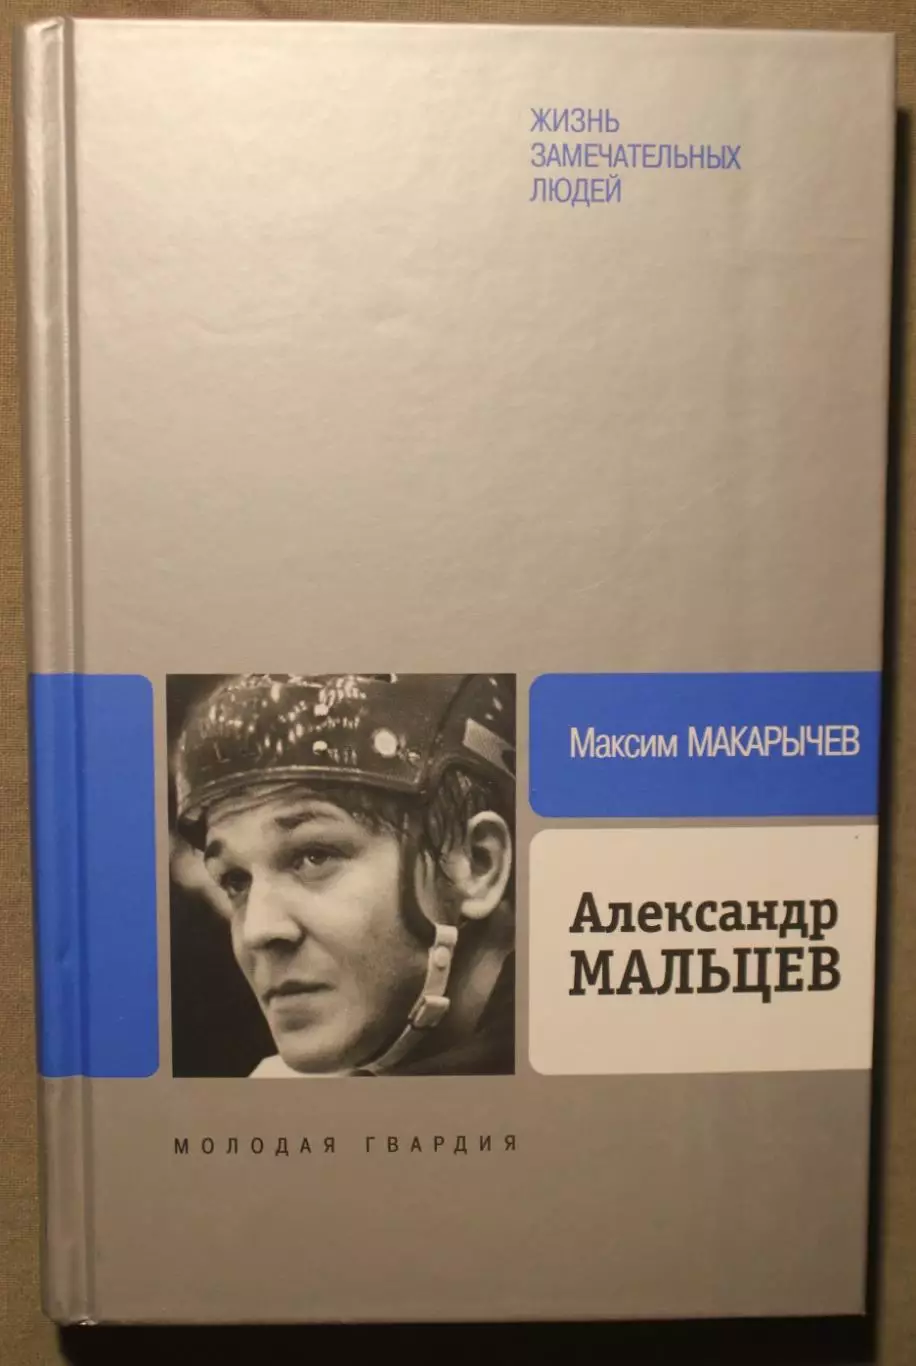 ЖИЗНЬ
ЗАМЕЧАТЕЛЬНЫХ
ЛЮДЕЙ
Максим МАКАРЫЧЕВ
Александр
МАЛЬЦЕВ
МОЛОДАЯ ГВАРДИЯ